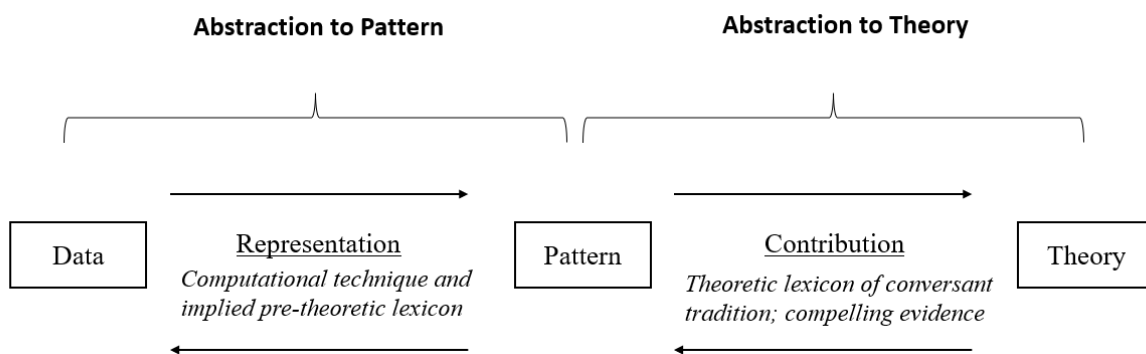 Abstraction to Pattern
Abstraction to Theory
Data
Representation
Computational technique and
implied pre-theoretic lexicon
Pattern
Contribution
Theoretic lexicon of conversant
tradition; compelling evidence
Theory